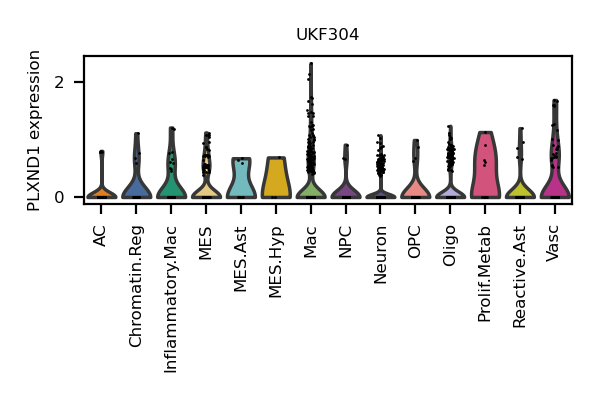 UKF304
PLXND1 expression
2
0
AC
Chromatin.Reg
Inflammatory.Mac
MES
MES.Ast
MES.Hyp
Mac
NPC
Neuron
OPC
Oligo
Prolif.Metab
Reactive.Ast
Vasc